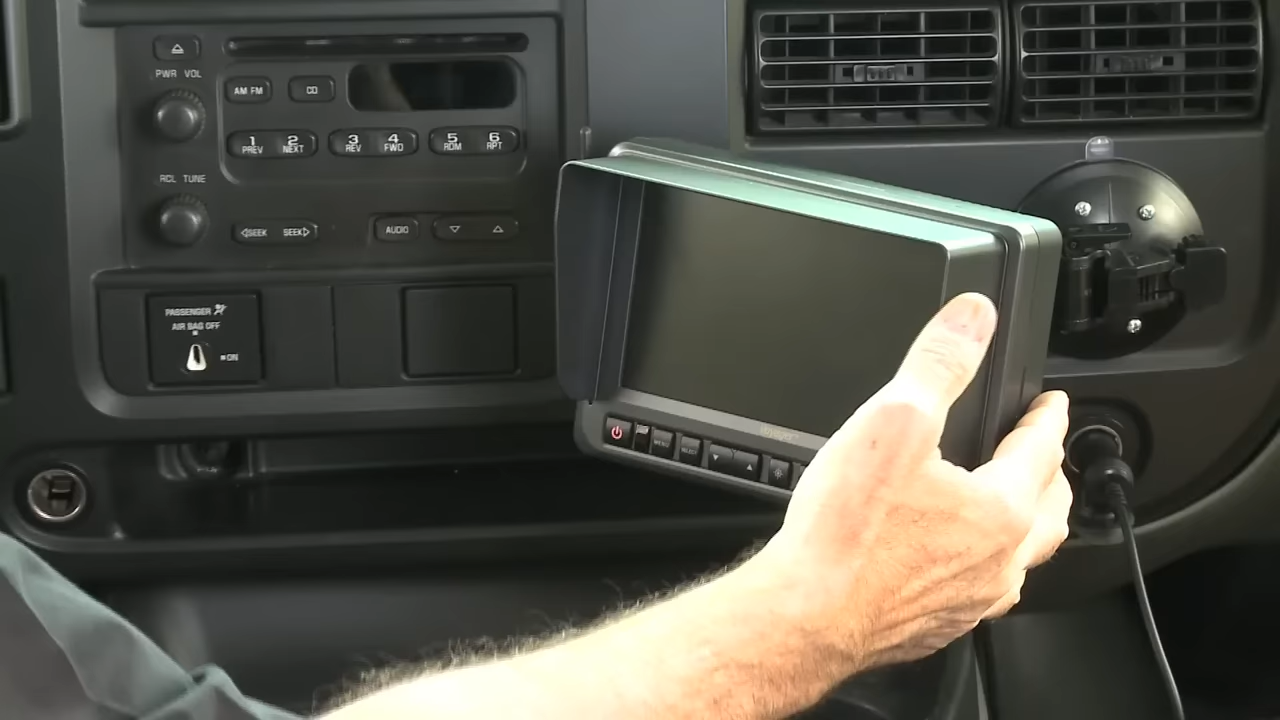 PWR VOL
AM FM
CD
1 PREV
2 NEXT
3 REV
4 FWD
5 RDM
6 RPT
RCL TUNE
SEEK
SEEK
AUDIO
PASSENGER
AIR BAG OFF
ON
MENU
voyager